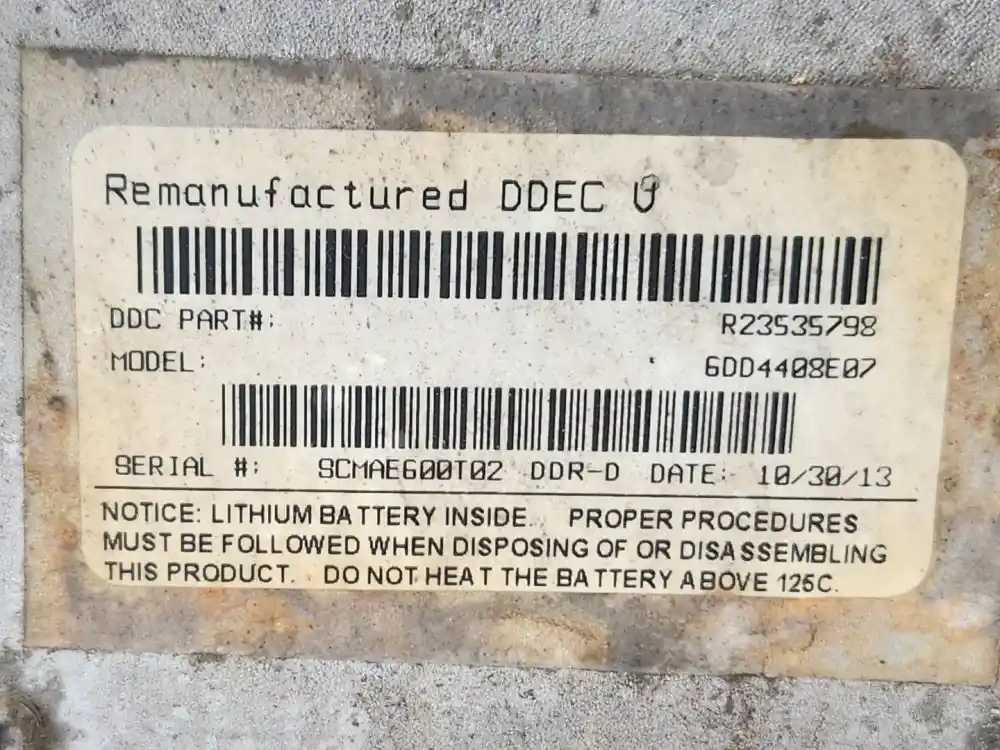 Remanufactured DDEC V
DDC PART#: R23535798
MODEL: 6DD4408E07
SERIAL #: SCMAE600T02 DDR-D DATE: 10/30/13
NOTICE: LITHIUM BATTERY INSIDE. PROPER PROCEDURES
MUST BE FOLLOWED WHEN DISPOSING OF OR DISASSEMBLING
THIS PRODUCT. DO NOT HEAT THE BATTERY ABOVE 125C.